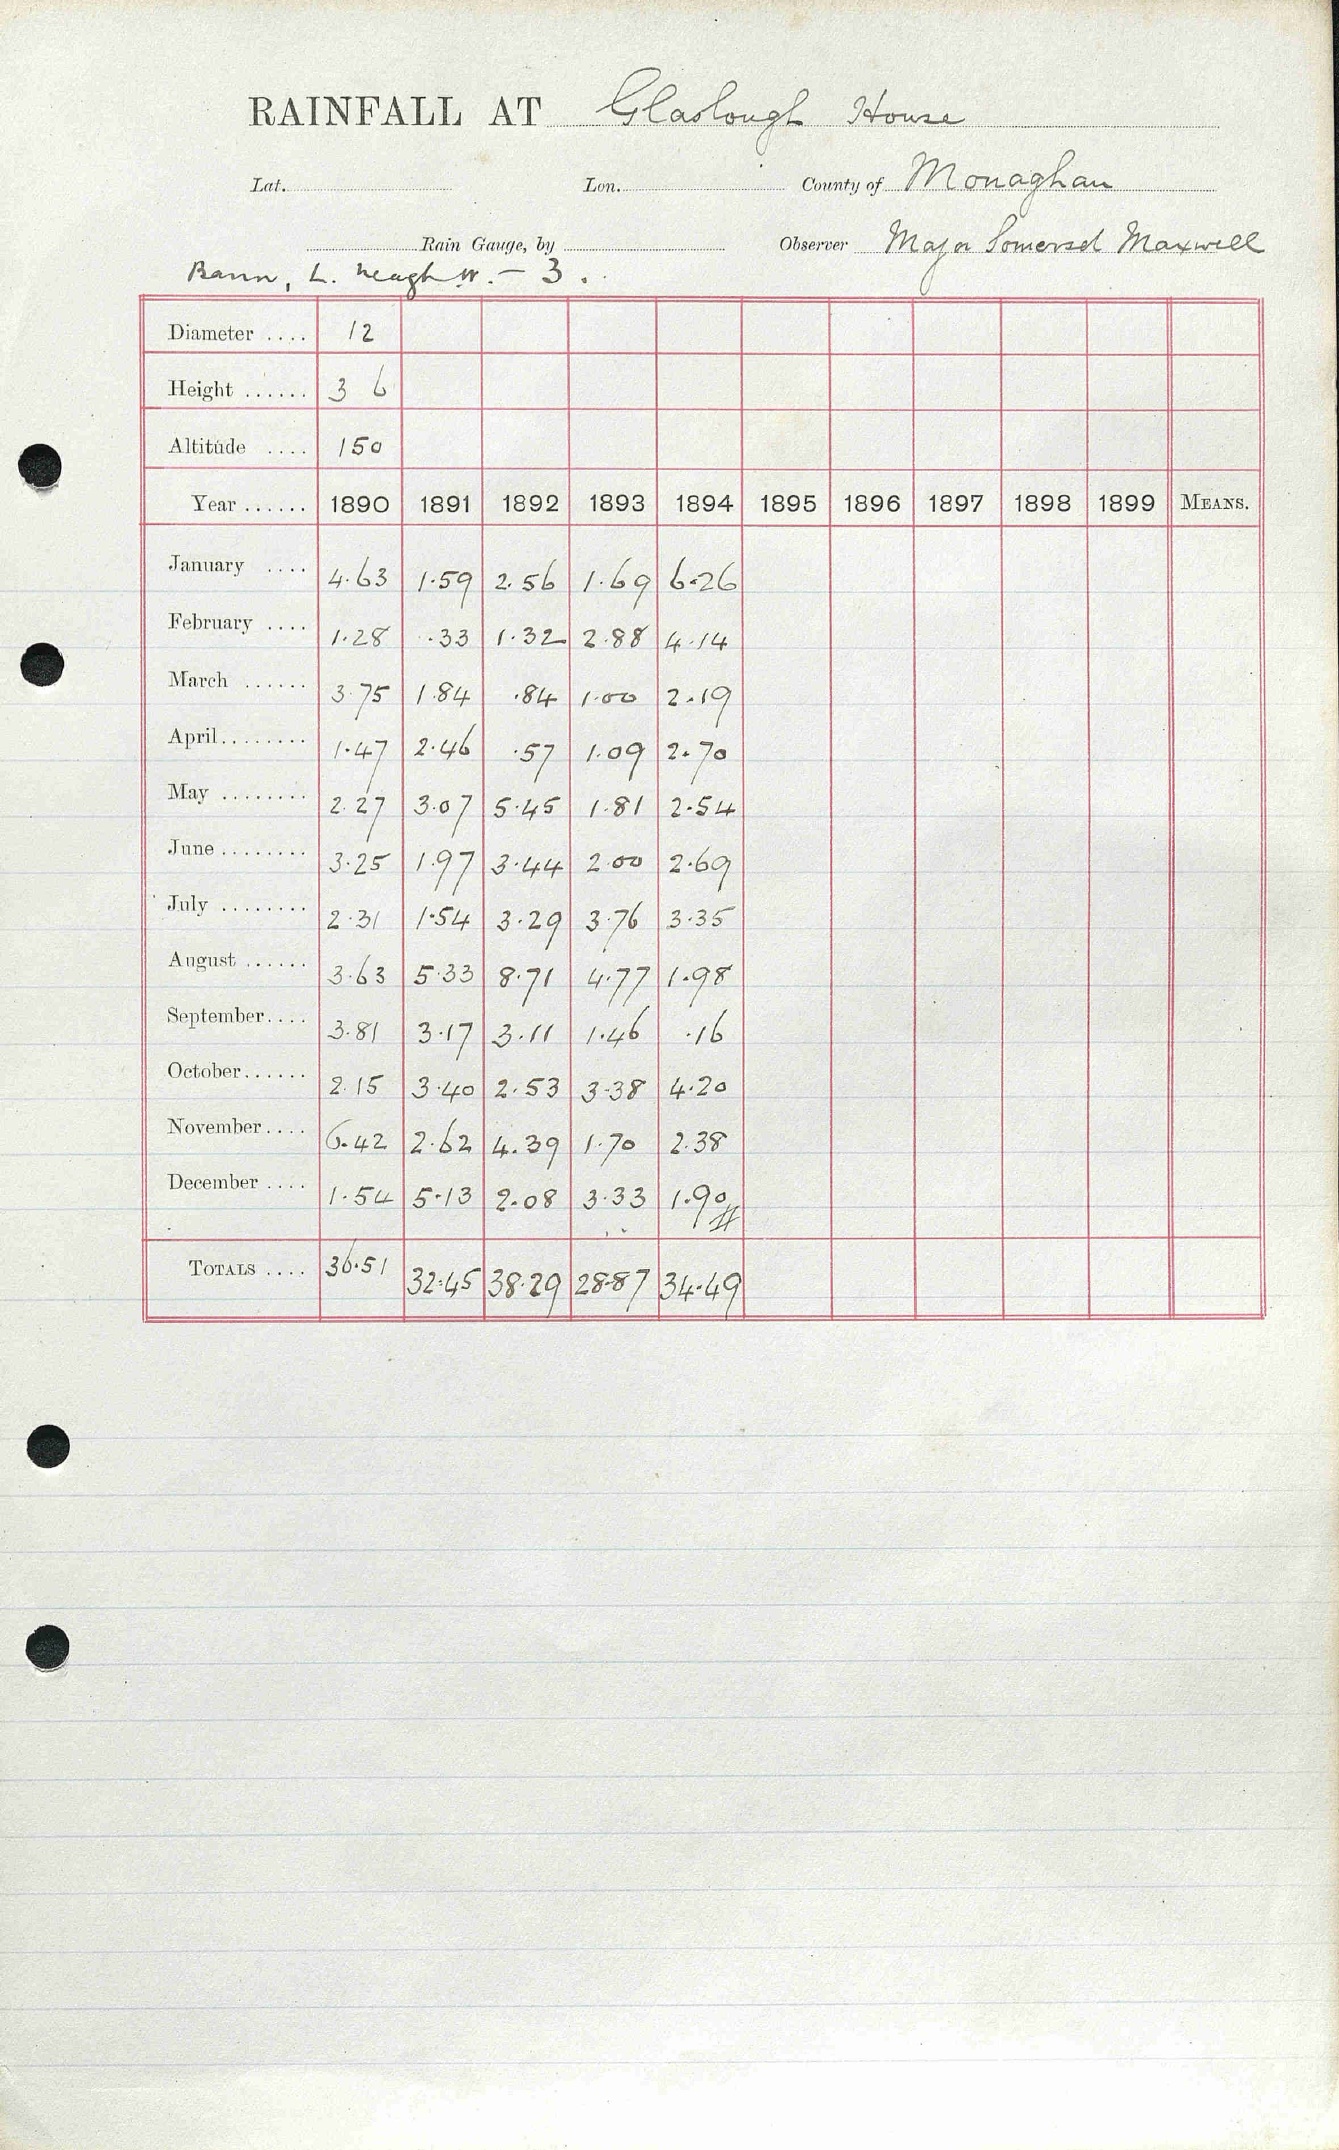 RAINFALL AT Glaslough House
Lat. Lon. County of Monaghan
Rain Gauge, by Observer Major Somerset Maxwell
Bann, L. Neagh W. – 3.
Diameter .... 12
Height ...... 3 6
Altitude .... 150
Year ...... 1890 1891 1892 1893 1894 1895 1896 1897 1898 1899 MEANS.
January .... 4.63 1.59 2.56 1.69 6.26
February .... 1.28 .33 1.32 2.88 4.14
March ...... 3.75 1.84 .84 1.00 2.19
April........ 1.47 2.46 .57 1.09 2.70
May ........ 2.27 3.07 5.45 1.81 2.54
June ........ 3.25 1.97 3.44 2.00 2.69
July ........ 2.31 1.54 3.29 3.76 3.35
August ...... 3.63 5.33 8.71 4.77 1.98
September.... 3.81 3.17 3.11 1.46 .16
October...... 2.15 3.40 2.53 3.38 4.20
November.... 6.42 2.62 4.39 1.70 2.38
December .... 1.54 5.13 2.08 3.33 1.90
TOTALS .... 36.51 32.45 38.29 28.87 34.49